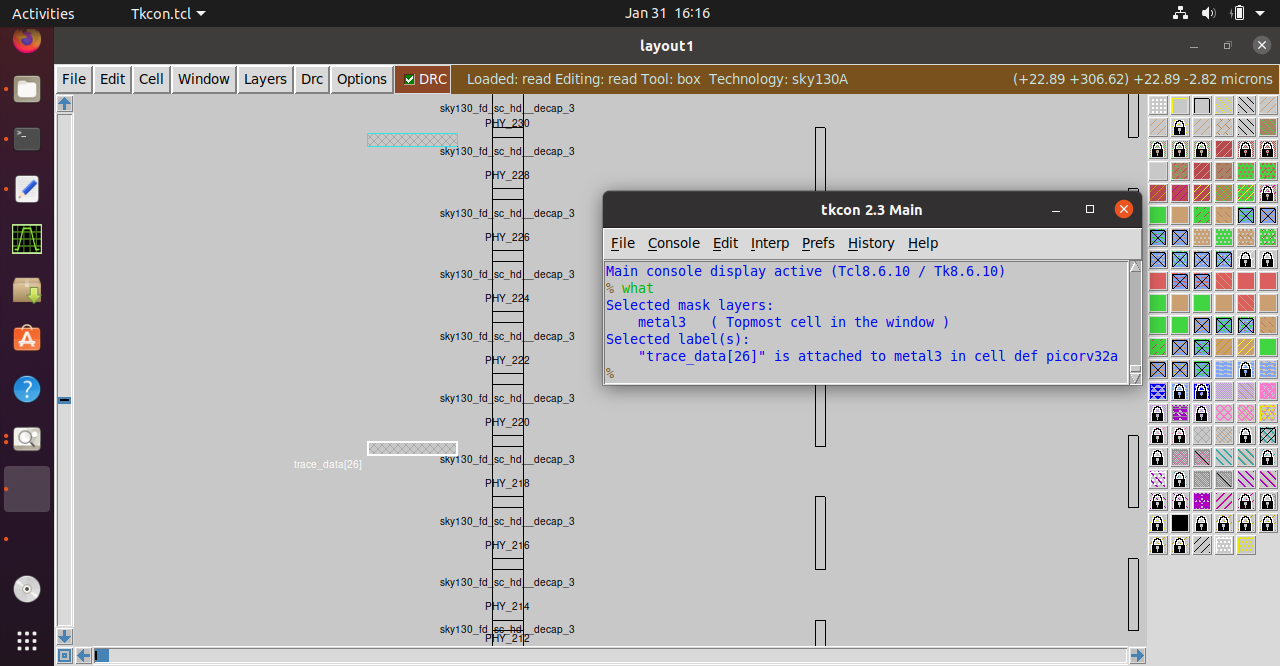 Activities
Tkcon.tcl
Jan 31 16:16
layout1
File Edit Cell Window Layers Drc Options DRC Loaded: read Editing: read Tool: box Technology: sky130A (+22.89 +306.62) +22.89 -2.82 microns
sky130_fd_sc_hd__decap_3
PHY_230
sky130_fd_sc_hd__decap_3
PHY_228
sky130_fd_sc_hd__decap_3
PHY_226
sky130_fd_sc_hd__decap_3
PHY_224
sky130_fd_sc_hd__decap_3
PHY_222
sky130_fd_sc_hd__decap_3
PHY_220
sky130_fd_sc_hd__decap_3
trace_data[26]
PHY_218
sky130_fd_sc_hd__decap_3
PHY_216
sky130_fd_sc_hd__decap_3
PHY_214
sky130_fd_sc_hd__decap_3
PHY_212
tkcon 2.3 Main
File Console Edit Interp Prefs History Help
Main console display active (Tcl8.6.10 / Tk8.6.10)
% what
Selected mask layers:
metal3 ( Topmost cell in the window )
Selected label(s):
"trace_data[26]" is attached to metal3 in cell def picorv32a
%